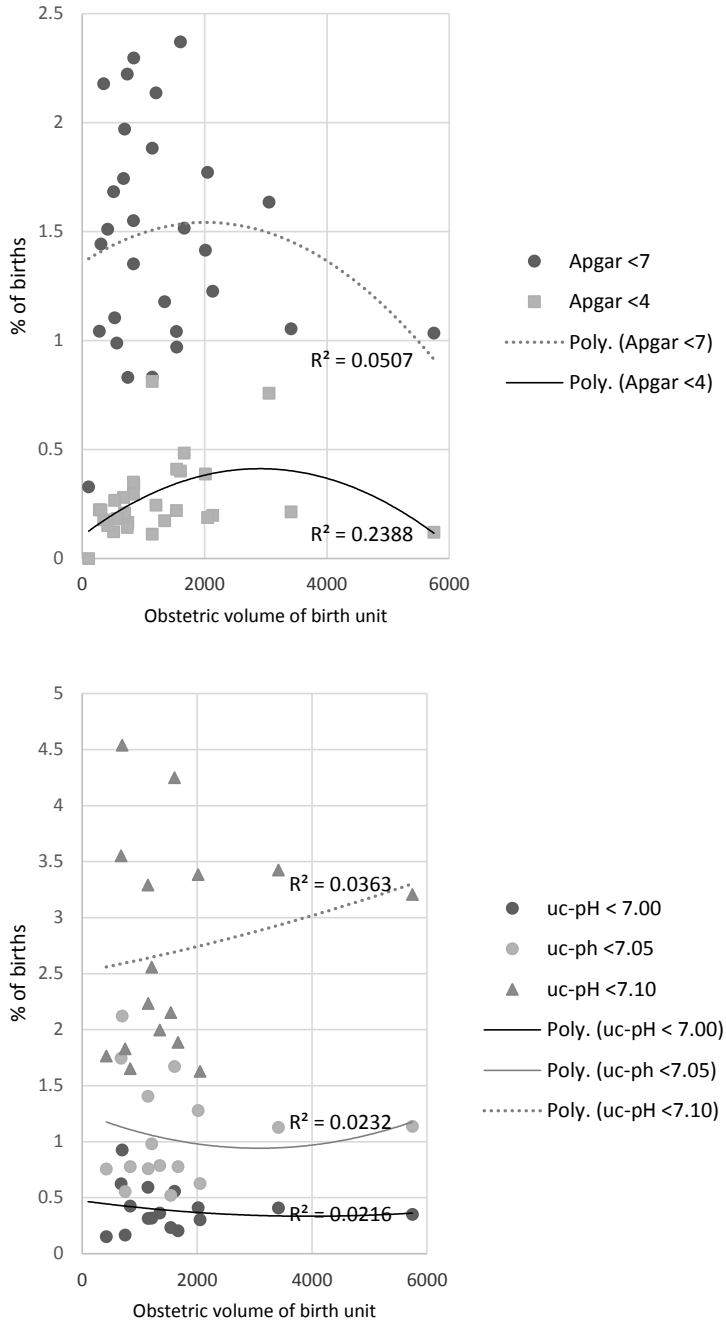 2.5
2
1.5
1
0.5
0
% of births
R² = 0.0507
R² = 0.2388
0 2000 4000 6000
Obstetric volume of birth unit
Apgar <7
Apgar <4
Poly. (Apgar <7)
Poly. (Apgar <4)
5
4.5
4
3.5
3
2.5
2
1.5
1
0.5
0
% of births
R² = 0.0363
R² = 0.0232
R² = 0.0216
0 2000 4000 6000
Obstetric volume of birth unit
uc-pH < 7.00
uc-ph <7.05
uc-pH <7.10
Poly. (uc-pH < 7.00)
Poly. (uc-ph <7.05)
Poly. (uc-pH <7.10)